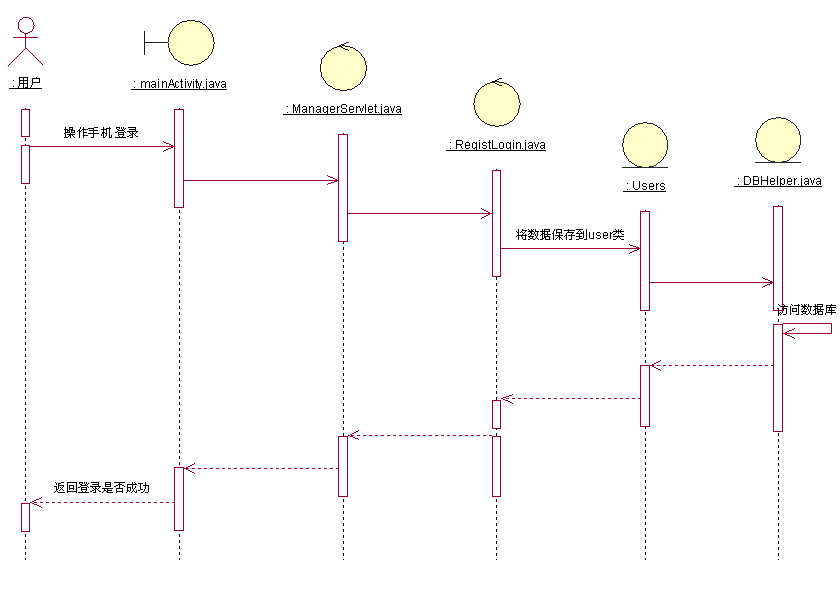 : 用户
: mainActivity.java
: ManagerServlet.java
: RegistLogin.java
: Users
: DBHelper.java
操作手机 登录
将数据保存到user类
访问数据库
返回登录是否成功